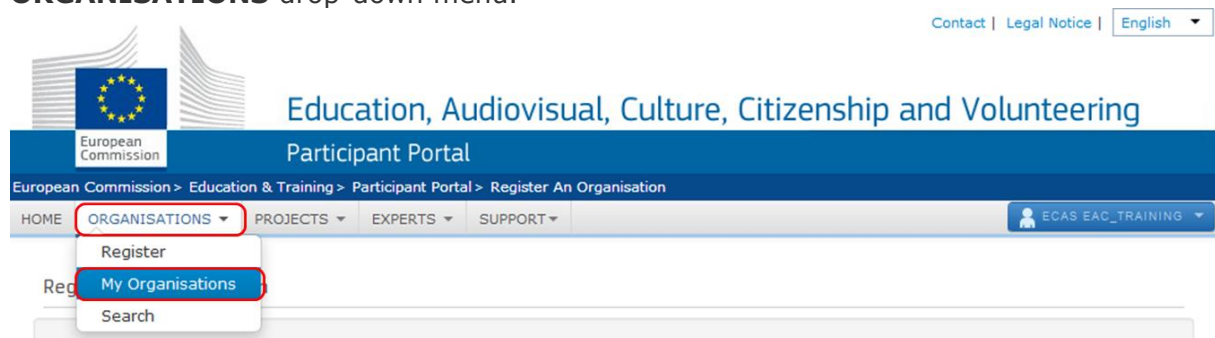 ORGANISATIONS drop-down menu.
Contact | Legal Notice | English
Education, Audiovisual, Culture, Citizenship and Volunteering
European
Commission
Participant Portal
European Commission > Education & Training > Participant Portal > Register An Organisation
HOME ORGANISATIONS PROJECTS EXPERTS SUPPORT ECAS EAC_TRAINING
Register
Reg
My Organisations
Search